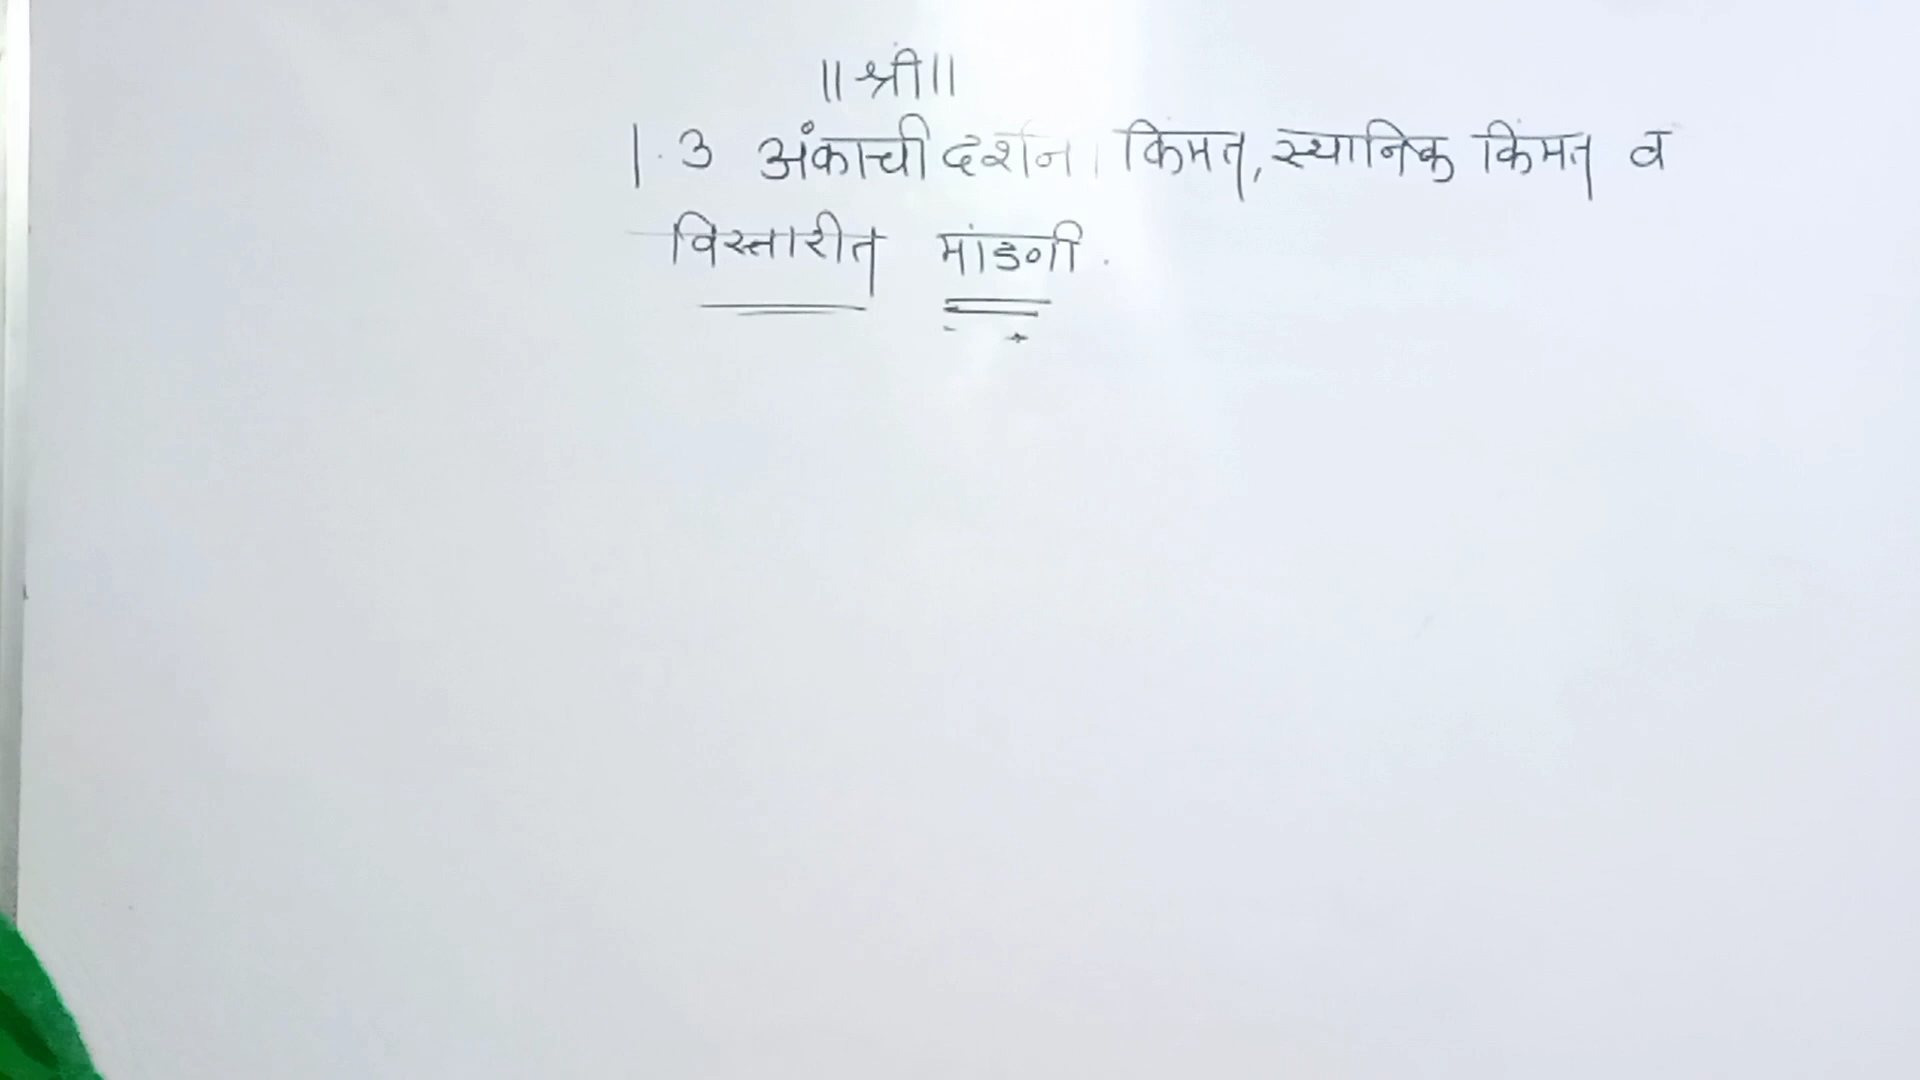 ॥ श्री ॥
1.3 अंकाची दर्शनी किंमत, स्थानिक किंमत व
विस्तारीत मांडणी.